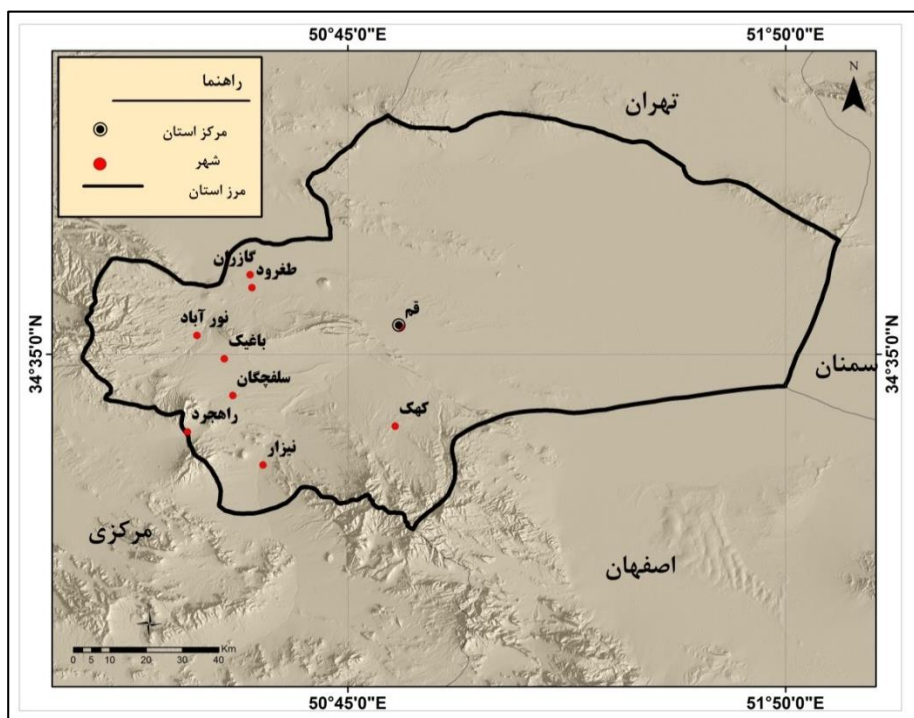 50°45'0"E 51°50'0"E
راهنما
مرکز استان
شهر
مرز استان
N
تهران
گازران
طغرود
نور آباد
باغیک
قم
سلفچگان
راهجرد
کهک
نیزار
سمنان
مرکزی
اصفهان
34°35'0"N
34°35'0"N
Km
0 5 10 20 30 40
50°45'0"E 51°50'0"E